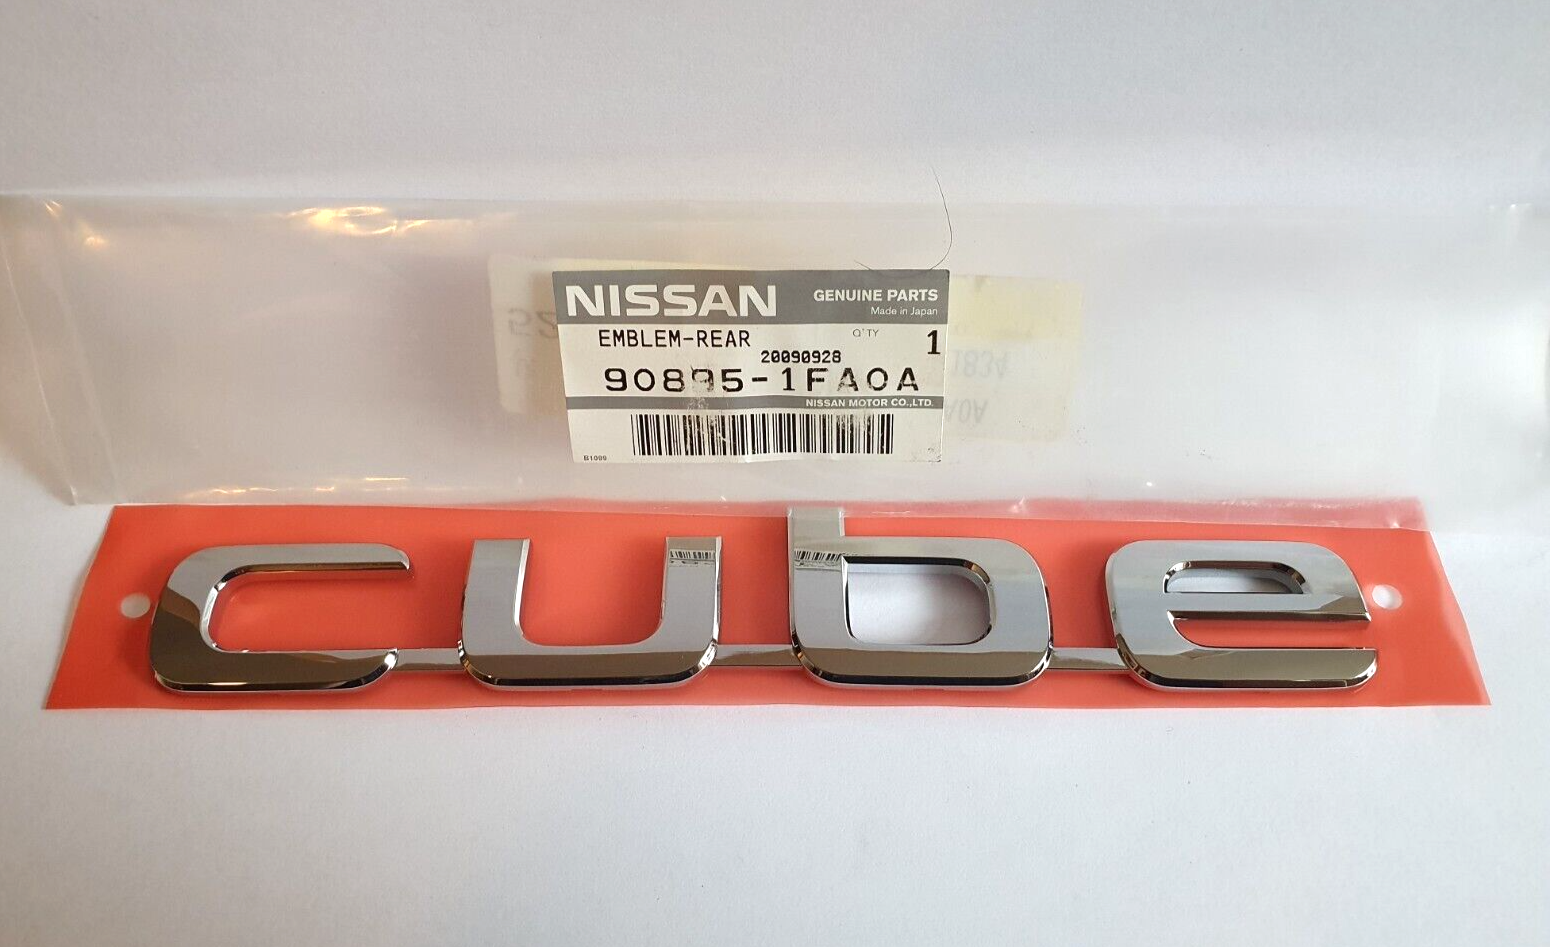 NISSAN
GENUINE PARTS
Made in Japan
EMBLEM-REAR
Q'TY
1
20090928
90895-1FA0A
NISSAN MOTOR CO.,LTD.
B1099
cube